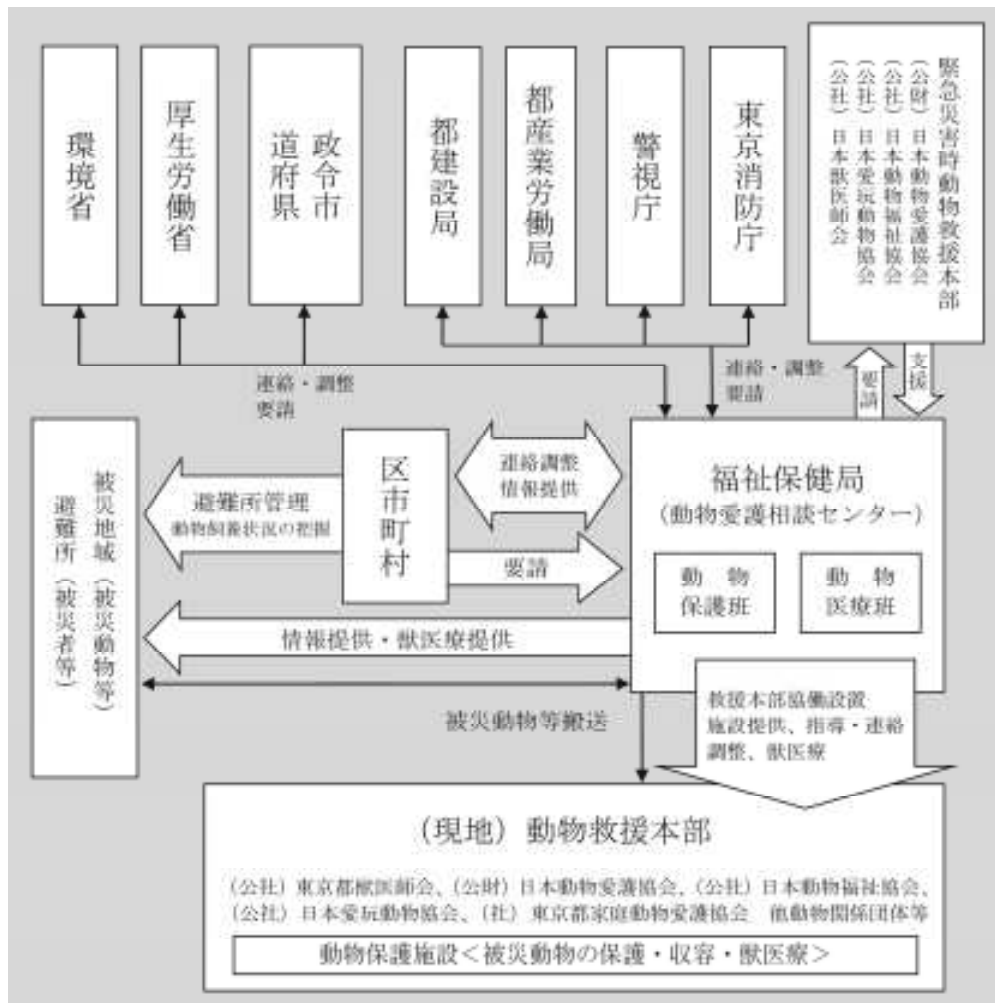 環境省
厚生労働省
政令市
道府県
都建設局
都産業労働局
警視庁
東京消防庁
緊急災害時動物救援本部
(公財)日本動物愛護協会
(公社)日本動物福祉協会
(公社)日本愛玩動物協会
(公社)日本獣医師会
連絡・調整
要請
連絡・調整
要請
要請
支援
被災地域(被災動物等)
避難所(被災者等)
避難所管理
動物飼養状況の把握
区市町村
連絡調整
情報提供
要請
福祉保健局
(動物愛護相談センター)
動 物
保護班
動 物
医療班
情報提供・獣医療提供
被災動物等搬送
救援本部協働設置
施設提供、指導・連絡
調整、獣医療
(現地)動物救援本部
(公社)東京都獣医師会、(公財)日本動物愛護協会、(公社)日本動物福祉協会、
(公社)日本愛玩動物協会、(社)東京都家庭動物愛護協会 他動物関係団体等
動物保護施設<被災動物の保護・収容・獣医療>